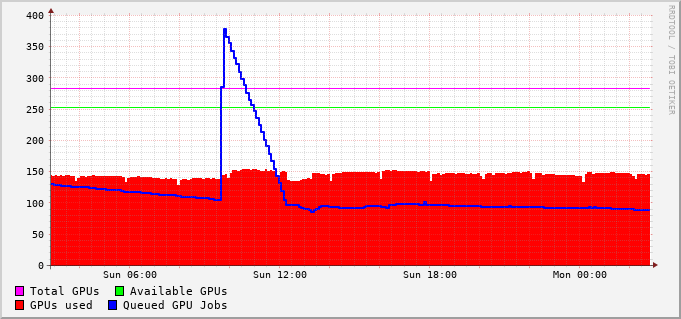 400
350
300
250
200
150
100
50
0
Sun 06:00 Sun 12:00 Sun 18:00 Mon 00:00
Total GPUs Available GPUs
GPUs used Queued GPU Jobs
RRDTOOL / TOBI OETIKER